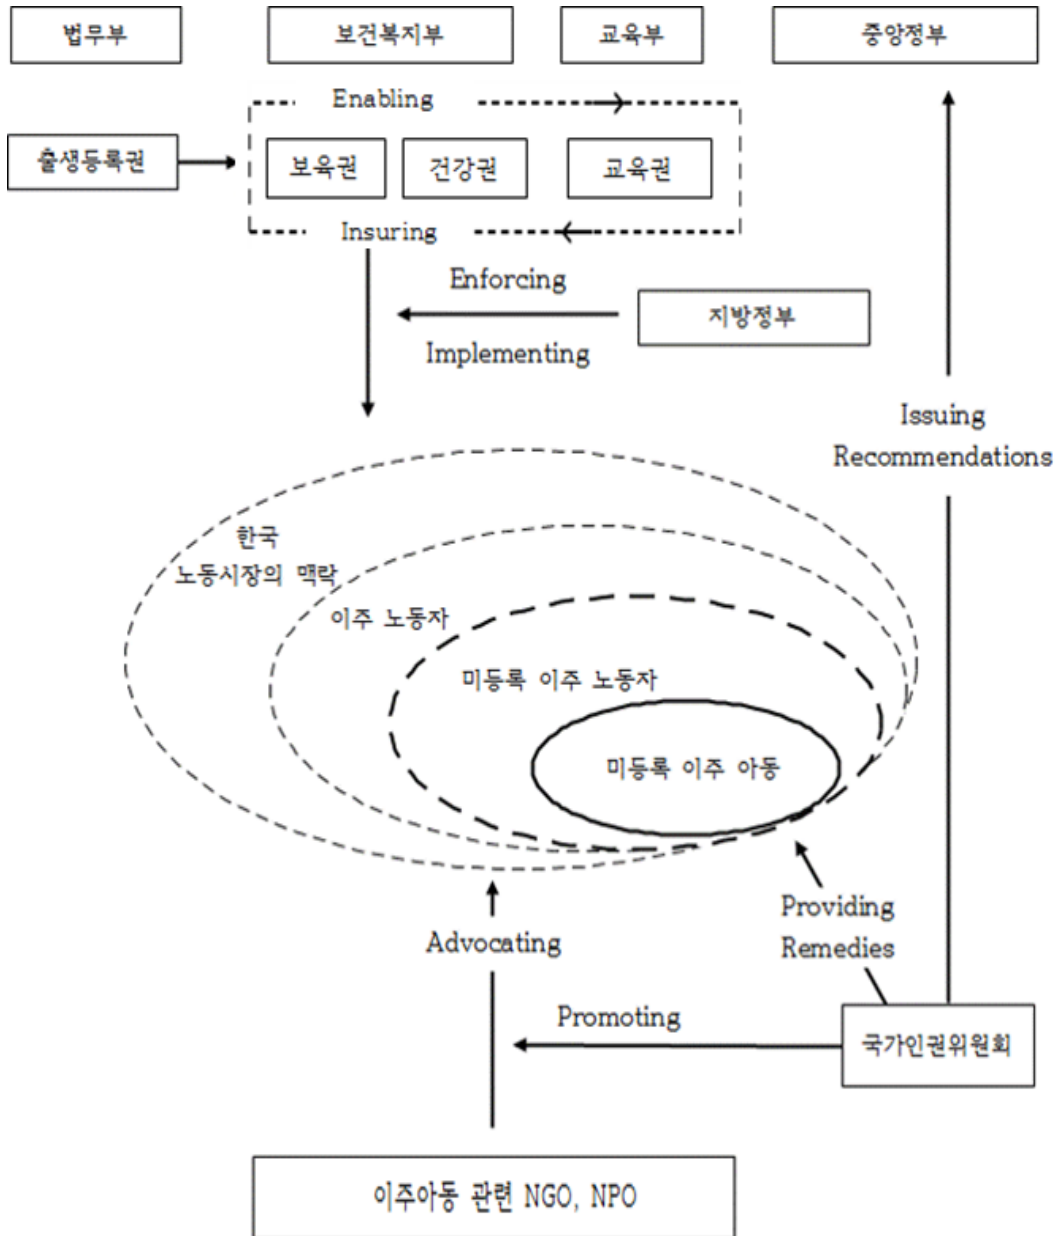 법무부
보건복지부
교육부
중앙정부
Enabling
출생등록권
보육권
건강권
교육권
Insuring
Enforcing
지방정부
Implementing
Issuing
Recommendations
한국
노동시장의 맥락
이주 노동자
미등록 이주 노동자
미등록 이주 아동
Providing
Remedies
Advocating
Promoting
국가인권위원회
이주아동 관련 NGO, NPO